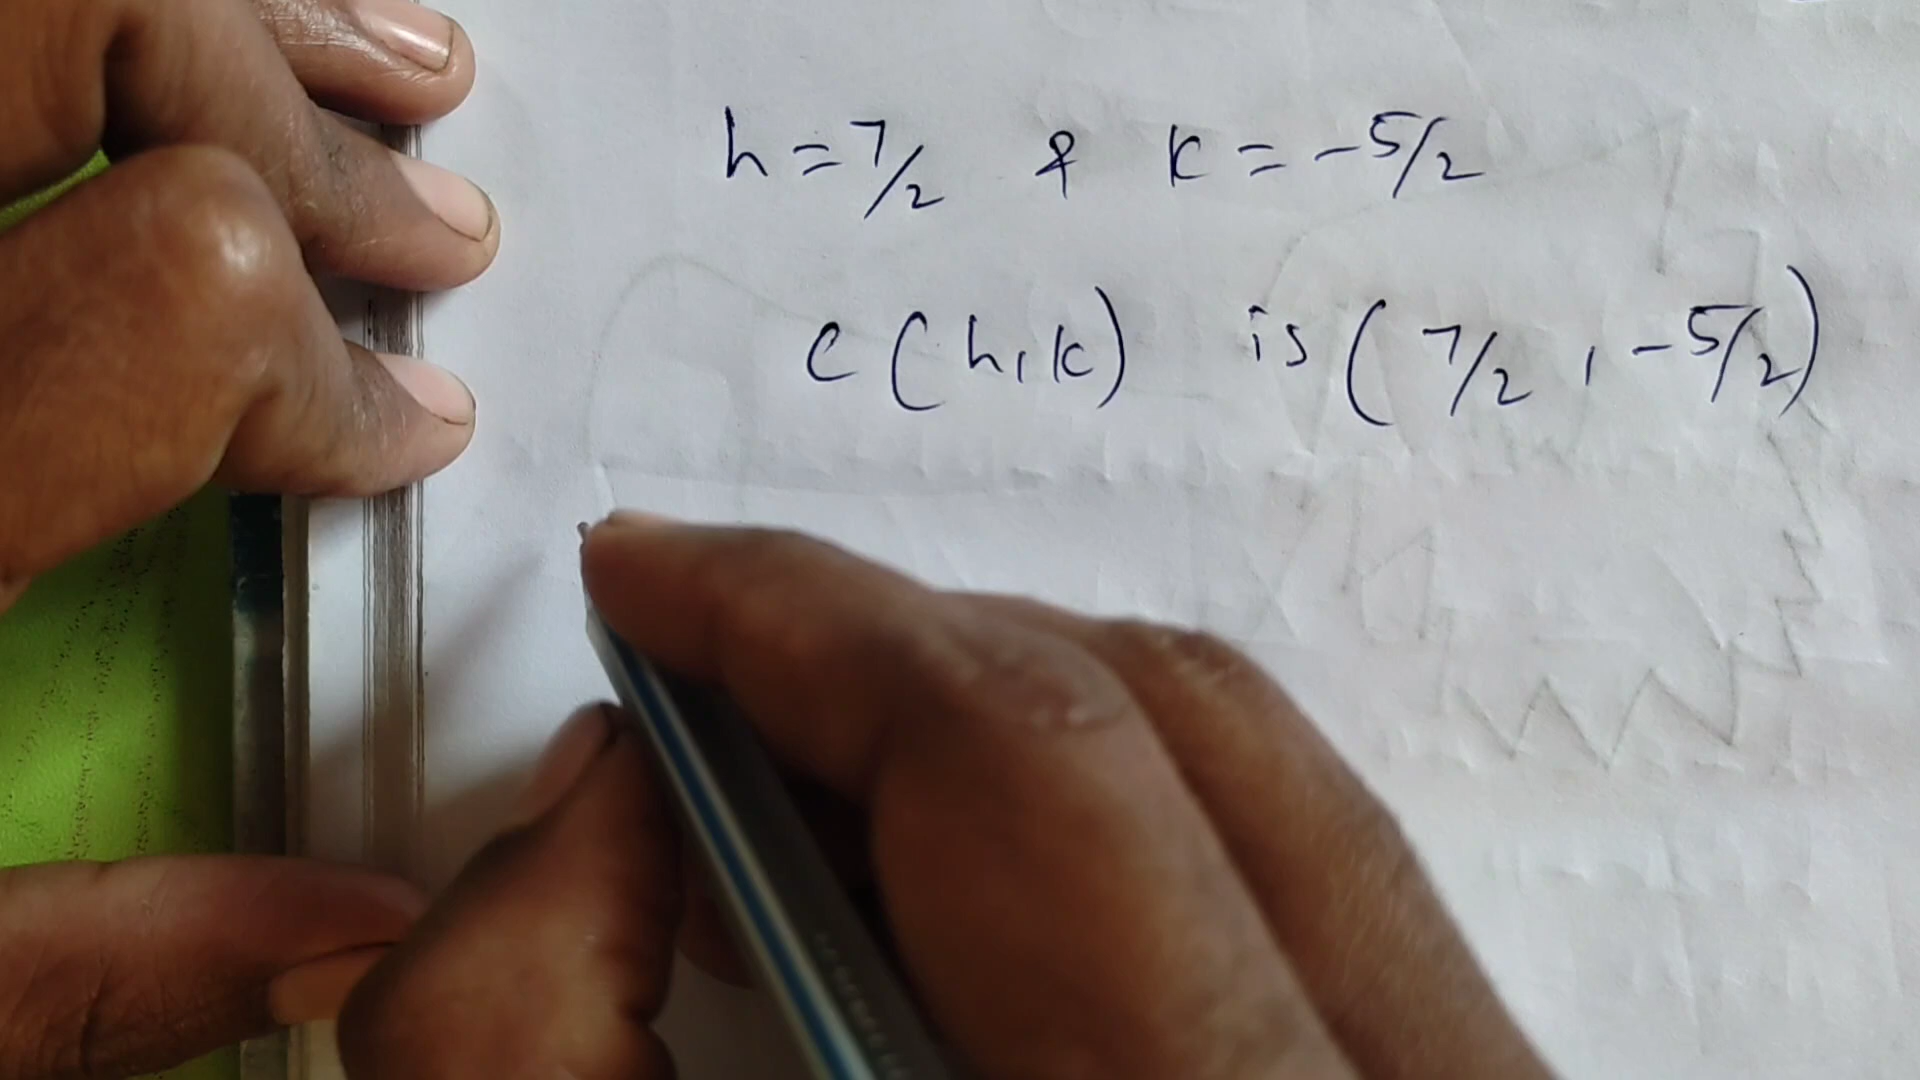 h = 7/2 & k = -5/2
C (h, k) is (7/2, -5/2)